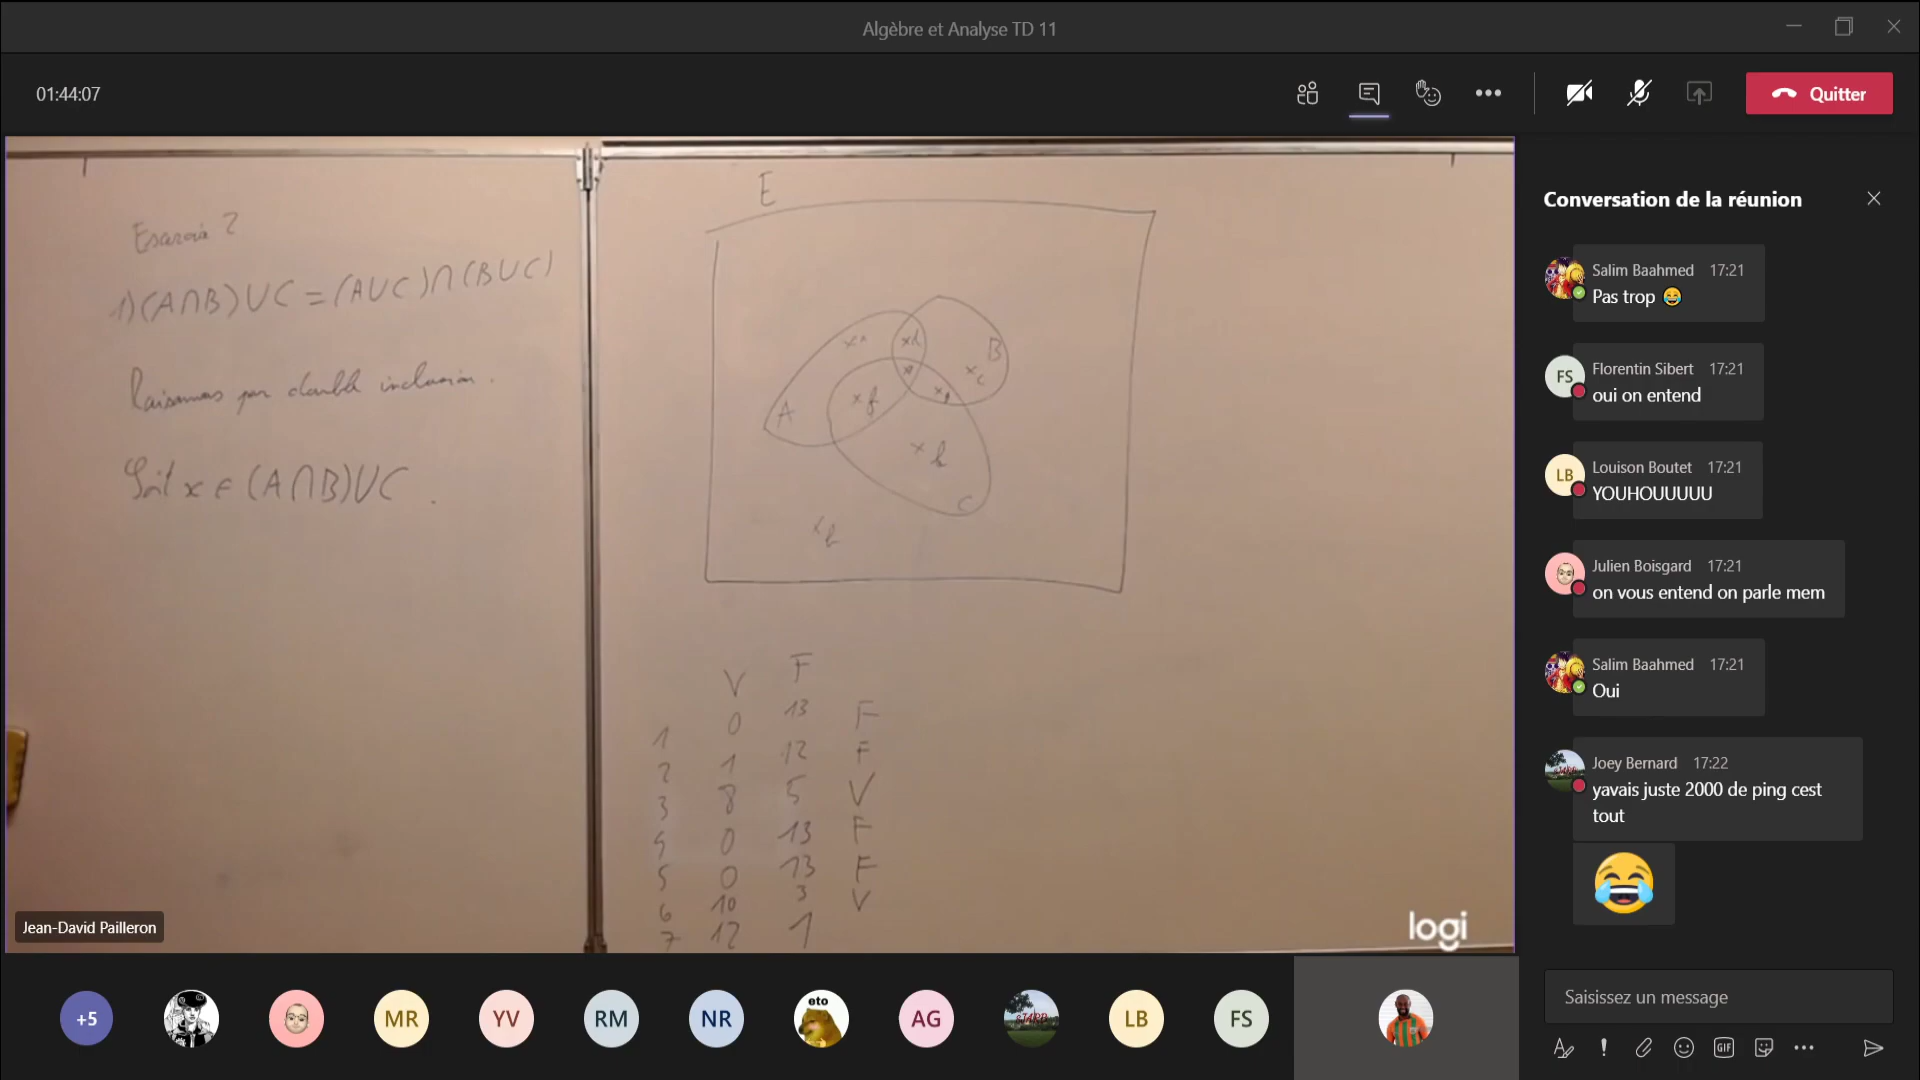 Algèbre et Analyse TD 11
01:44:07
Quitter
Exercice 2
1) (A∩B)∪C = (A∪C)∩(B∪C)
Raisonnons par double inclusion.
Soit x ∈ (A∩B)∪C.
E
A
B
C
x f
x c
x h
V F
1 0 13 F
2 1 12 F
3 8 5 V
4 0 13 F
5 0 13 F
6 10 3 V
7 12 1
logi
Jean-David Pailleron
Conversation de la réunion
Salim Baahmed 17:21
Pas trop 😂
FS
Florentin Sibert 17:21
oui on entend
LB
Louison Boutet 17:21
YOUHOUUUUU
Julien Boisgard 17:21
on vous entend on parle mem
Salim Baahmed 17:21
Oui
Joey Bernard 17:22
yavais juste 2000 de ping cest
tout
😂
Saisissez un message
GIF
+5
MR
YV
RM
NR
eto
AG
LB
FS